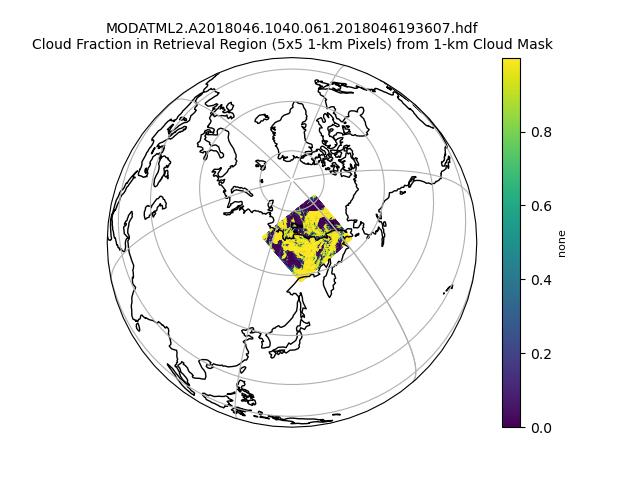 MODATML2.A2018046.1040.061.2018046193607.hdf
Cloud Fraction in Retrieval Region (5x5 1-km Pixels) from 1-km Cloud Mask
0.8
0.6
0.4
0.2
0.0
none